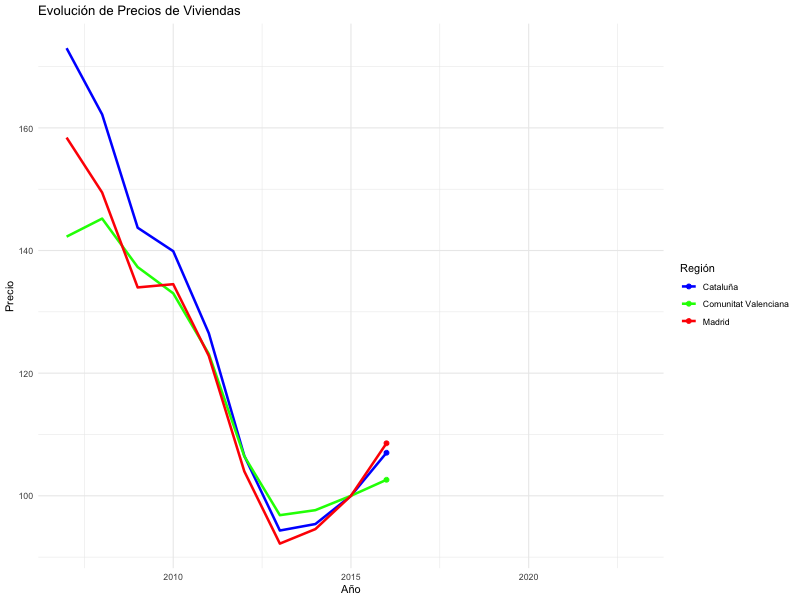 Evolución de Precios de Viviendas
Precio
160
140
120
100
2010
2015
2020
Año
Región
Cataluña
Comunitat Valenciana
Madrid